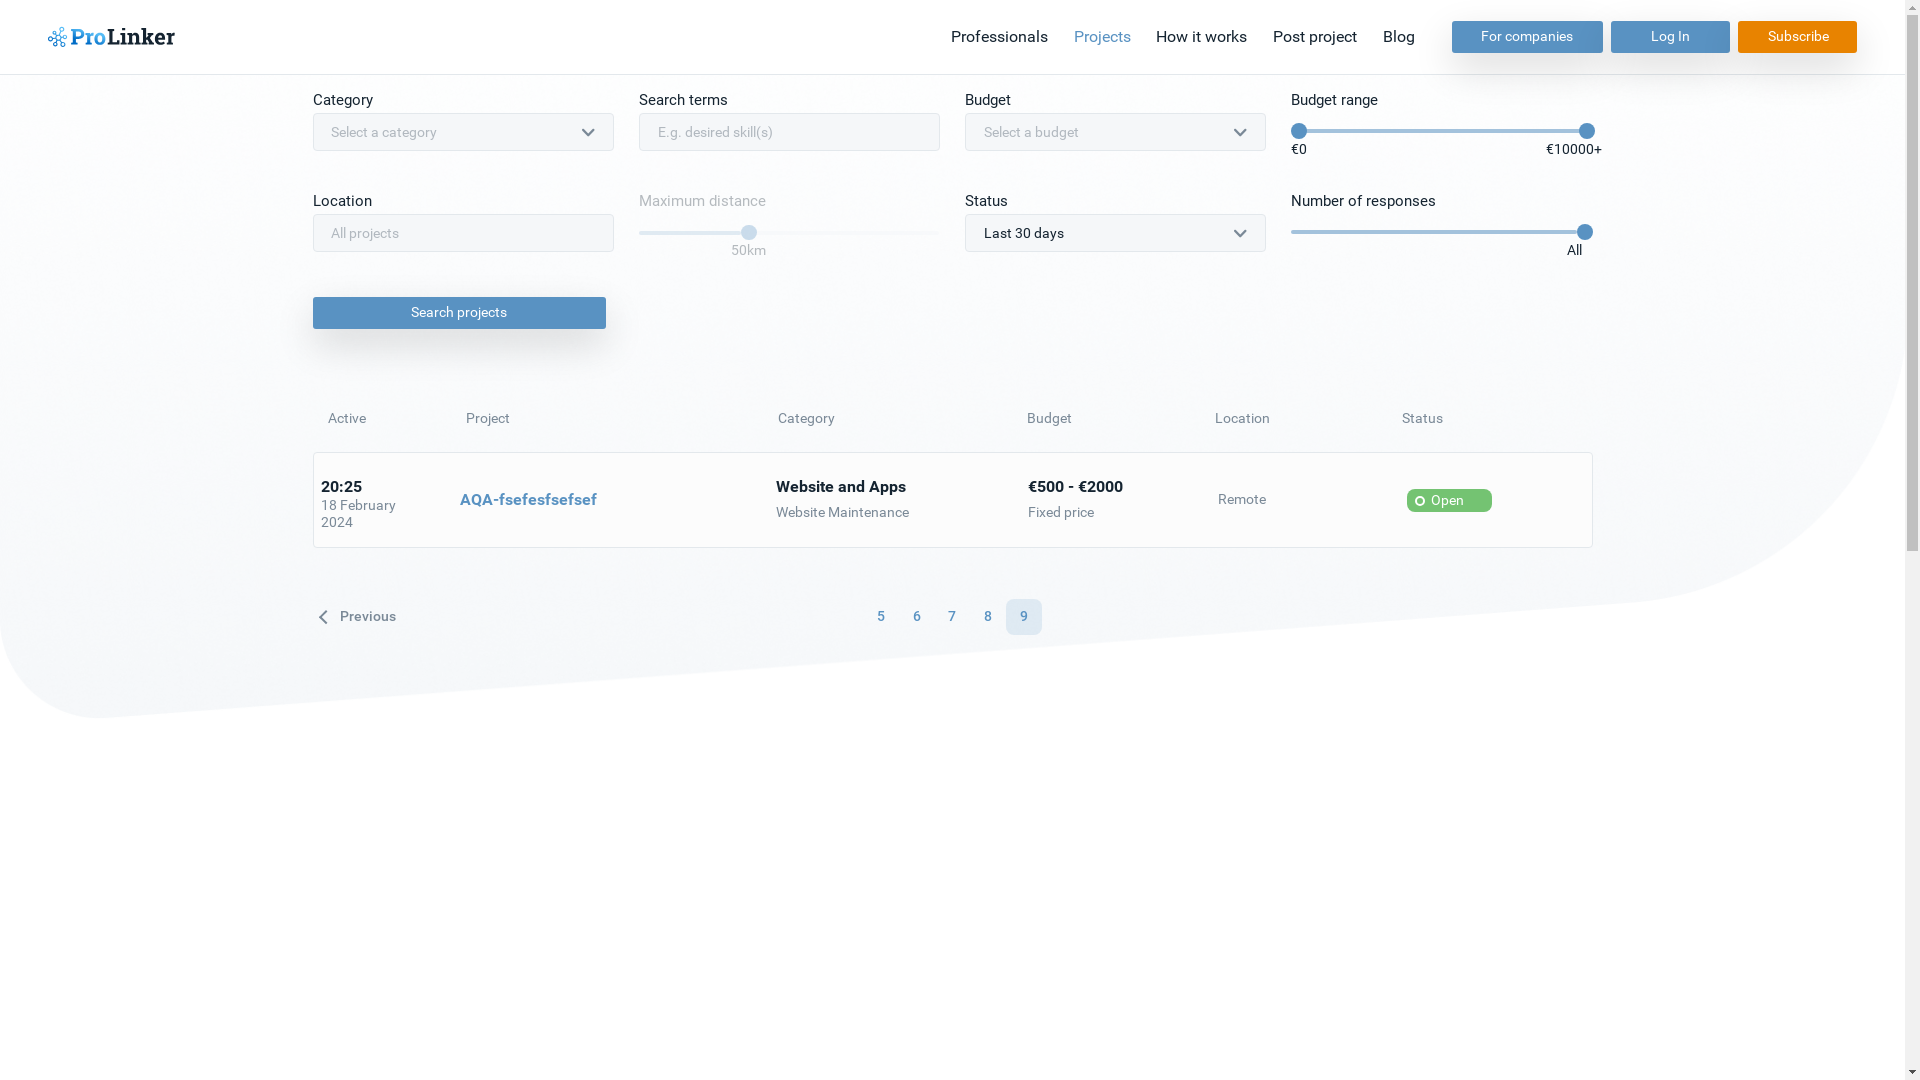 ProLinker
Professionals Projects How it works Post project Blog For companies Log In Subscribe
Category Search terms Budget Budget range
Select a category E.g. desired skill(s) Select a budget
€0 €10000+
Location Maximum distance Status Number of responses
All projects Last 30 days
50km All
Search projects
Active Project Category Budget Location Status
20:25 AQA-fsefesfsefsef Website and Apps €500 - €2000 Remote Open
18 February Website Maintenance Fixed price
2024
Previous 5 6 7 8 9